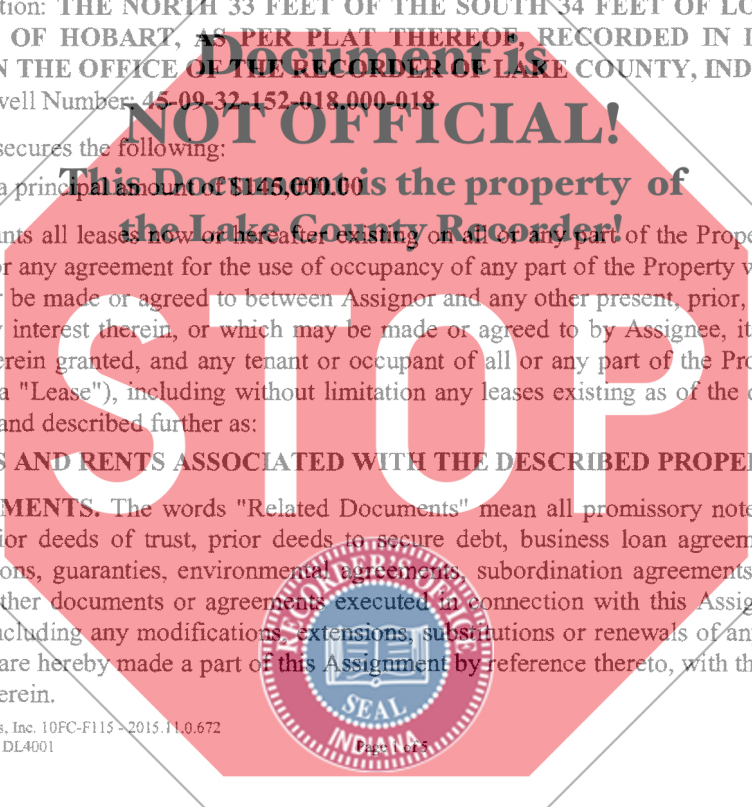 tion: THE NORTH 33 FEET OF THE SOUTH 34 FEET OF LO
OF HOBART, AS PER PLAT THEREOF, RECORDED IN
N THE OFFICE OF THE RECORDER OF LAKE COUNTY, IND
well Number: 45-09-32-152-018.000-018
secures the following:
a principal amount of $145,000.00
Document is
NOT OFFICIAL!
This Document is the property of
the Lake County Recorder!
nts all leases now or hereafter existing on all or any part of the Prope
or any agreement for the use of occupancy of any part of the Property
be made or agreed to between Assignor and any other present, prior,
interest therein, or which may be made or agreed to by Assignee, it
erein granted, and any tenant or occupant of all or any part of the Pro
a "Lease"), including without limitation any leases existing as of the
and described further as:
STOP
S AND RENTS ASSOCIATED WITH THE DESCRIBED PROPE
MENTS. The words "Related Documents" mean all promissory note
ior deeds of trust, prior deeds to secure debt, business loan agreem
ons, guaranties, environmental agreements, subordination agreements
ther documents or agreements executed in connection with this Assig
ncluding any modifications, extensions, substitutions or renewals of an
are hereby made a part of this Assignment by reference thereto, with th
erein.
RECORDER'S OFFICE
SEAL
INDIANA
s, Inc. 10FC-F115 - 2015.11.0.672
DL4001
Page 1 of 5